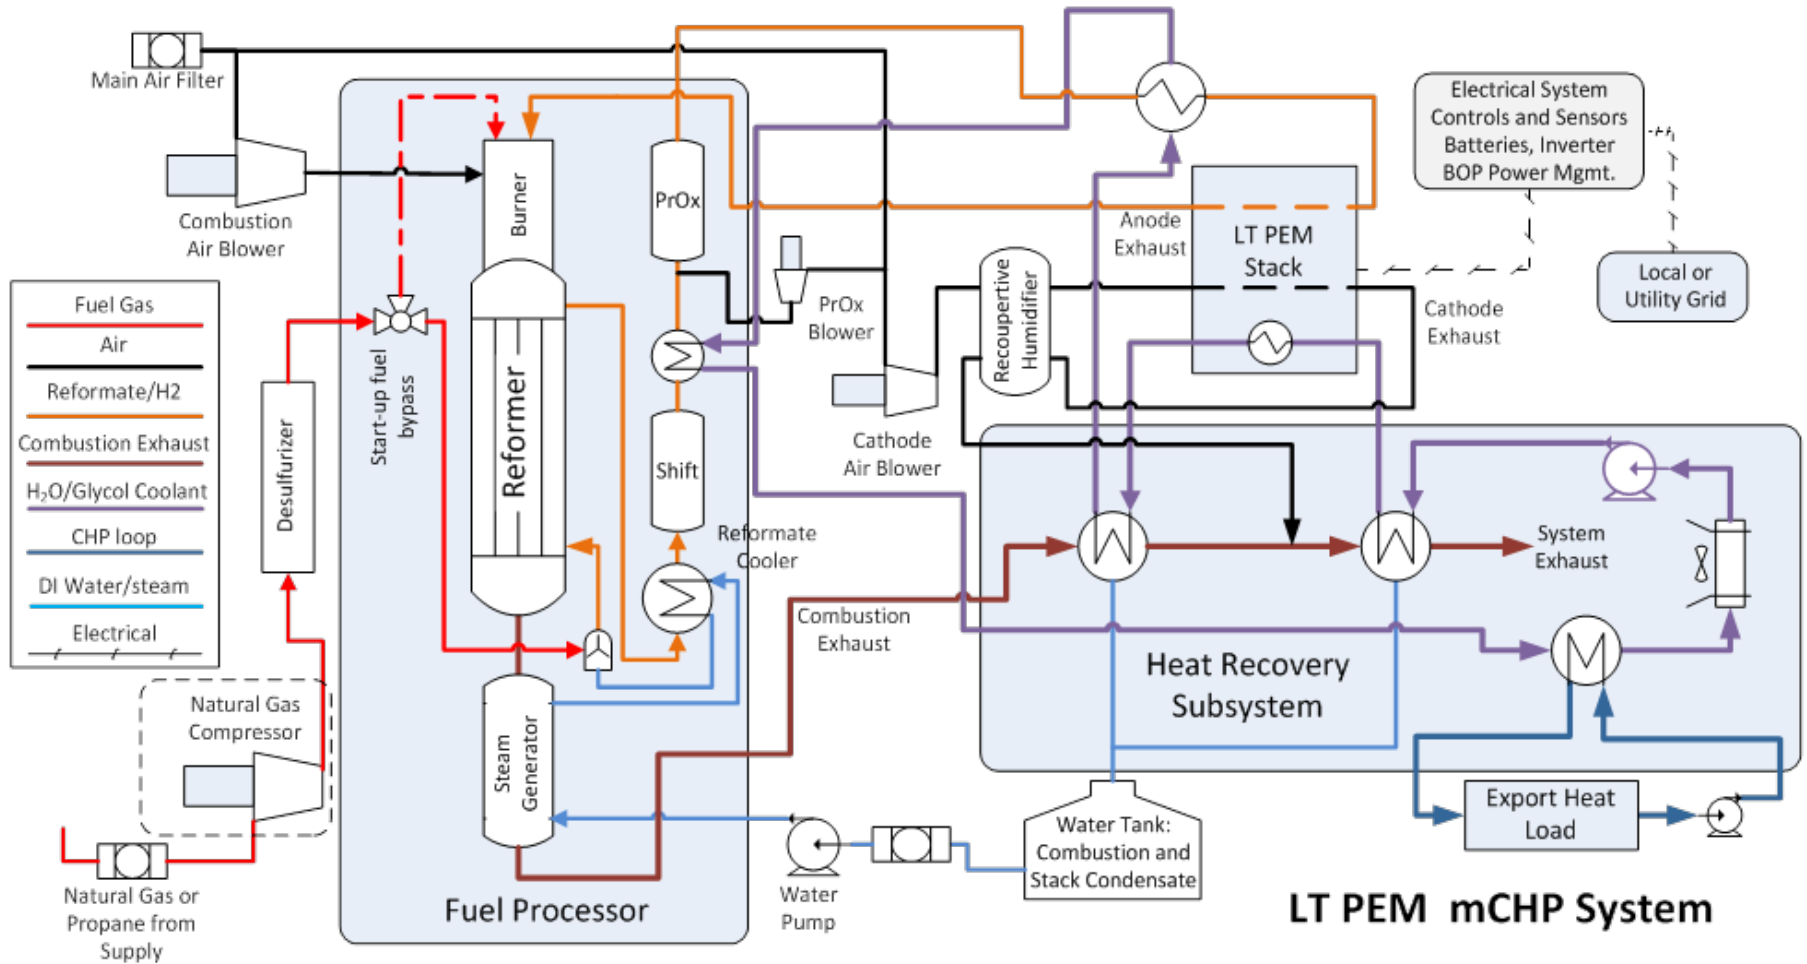 Main Air Filter
Combustion
Air Blower
Fuel Gas
Air
Reformate/H2
Combustion Exhaust
H₂O/Glycol Coolant
CHP loop
DI Water/steam
Electrical
Desulfurizer
Start-up fuel
bypass
Natural Gas
Compressor
Natural Gas or
Propane from
Supply
Burner
Reformer
Steam
Generator
PrOx
Shift
Reformate
Cooler
Fuel Processor
PrOx
Blower
Cathode
Air Blower
Recoupertive
Humidifier
Anode
Exhaust
LT PEM
Stack
Cathode
Exhaust
Electrical System
Controls and Sensors
Batteries, Inverter
BOP Power Mgmt.
Local or
Utility Grid
Combustion
Exhaust
System
Exhaust
Heat Recovery
Subsystem
Water
Pump
Water Tank:
Combustion and
Stack Condensate
Export Heat
Load
LT PEM mCHP System